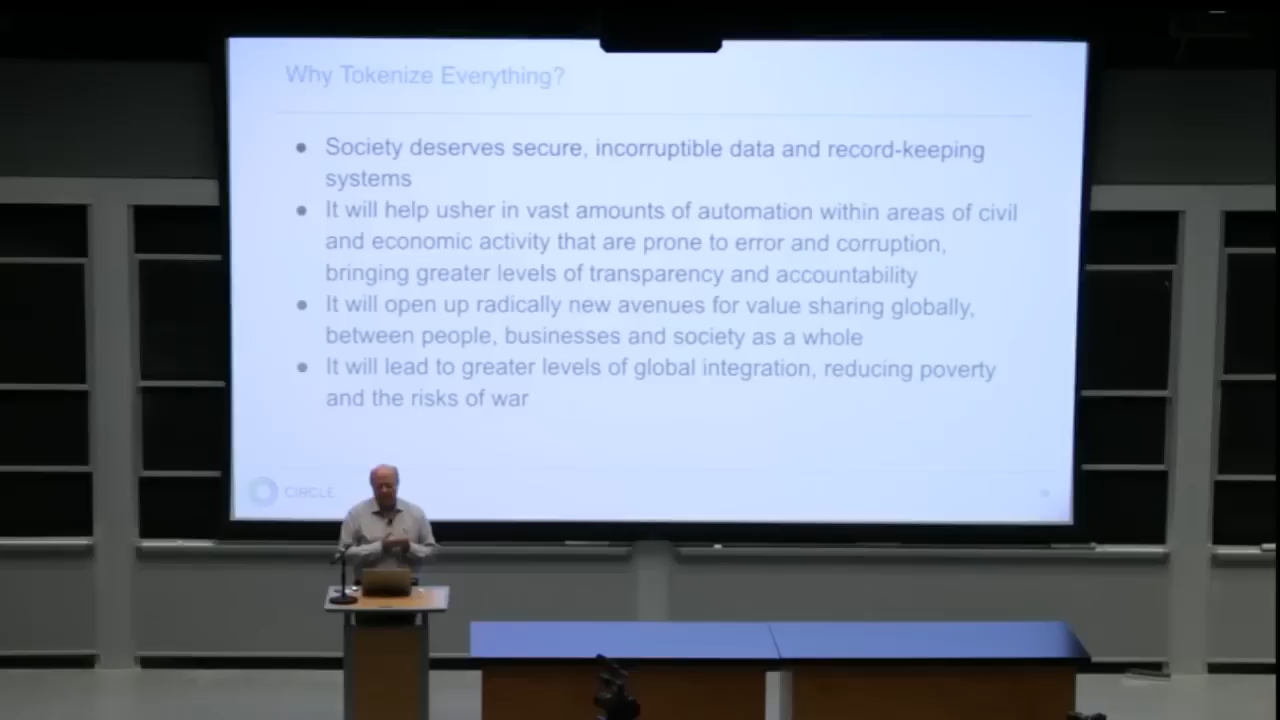 Why Tokenize Everything?
● Society deserves secure, incorruptible data and record-keeping
systems
● It will help usher in vast amounts of automation within areas of civil
and economic activity that are prone to error and corruption,
bringing greater levels of transparency and accountability
● It will open up radically new avenues for value sharing globally,
between people, businesses and society as a whole
● It will lead to greater levels of global integration, reducing poverty
and the risks of war
CIRCLE